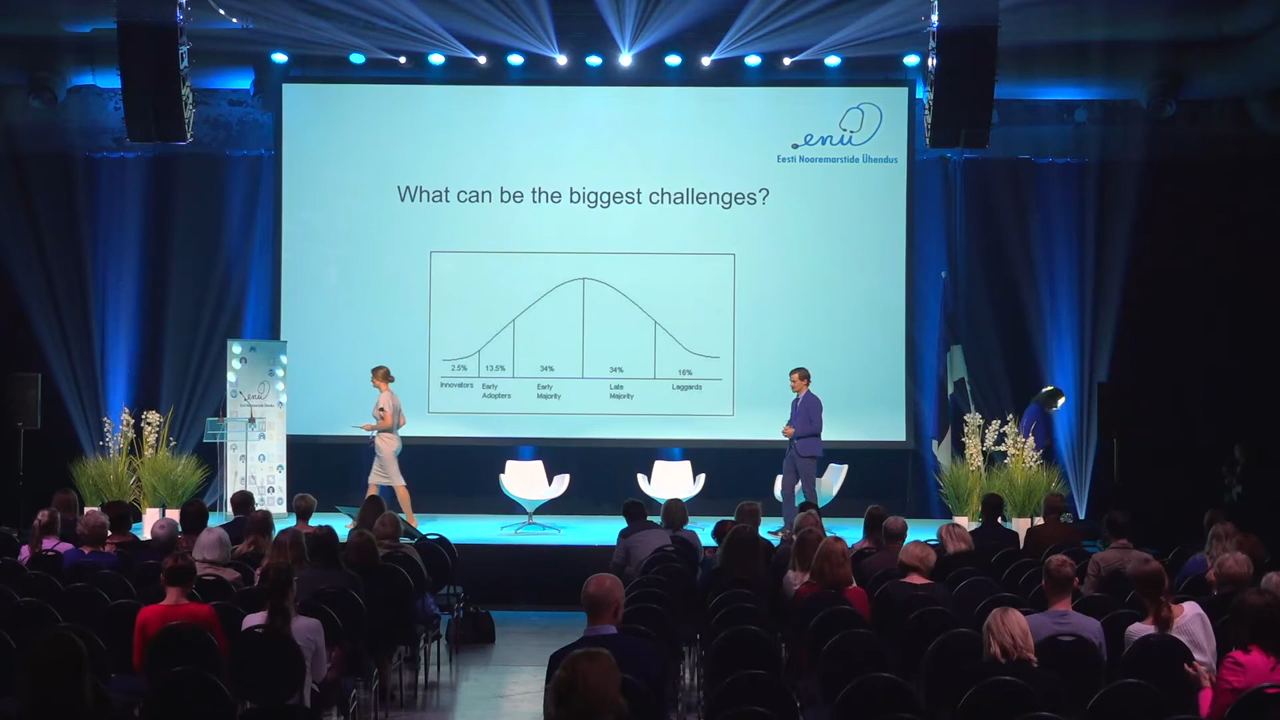 enü
Eesti Nooremarstide Ühendus
What can be the biggest challenges?
2.5% 13.5% 34% 34% 16%
Innovators Early Adopters Early Majority Late Majority Laggards
enü